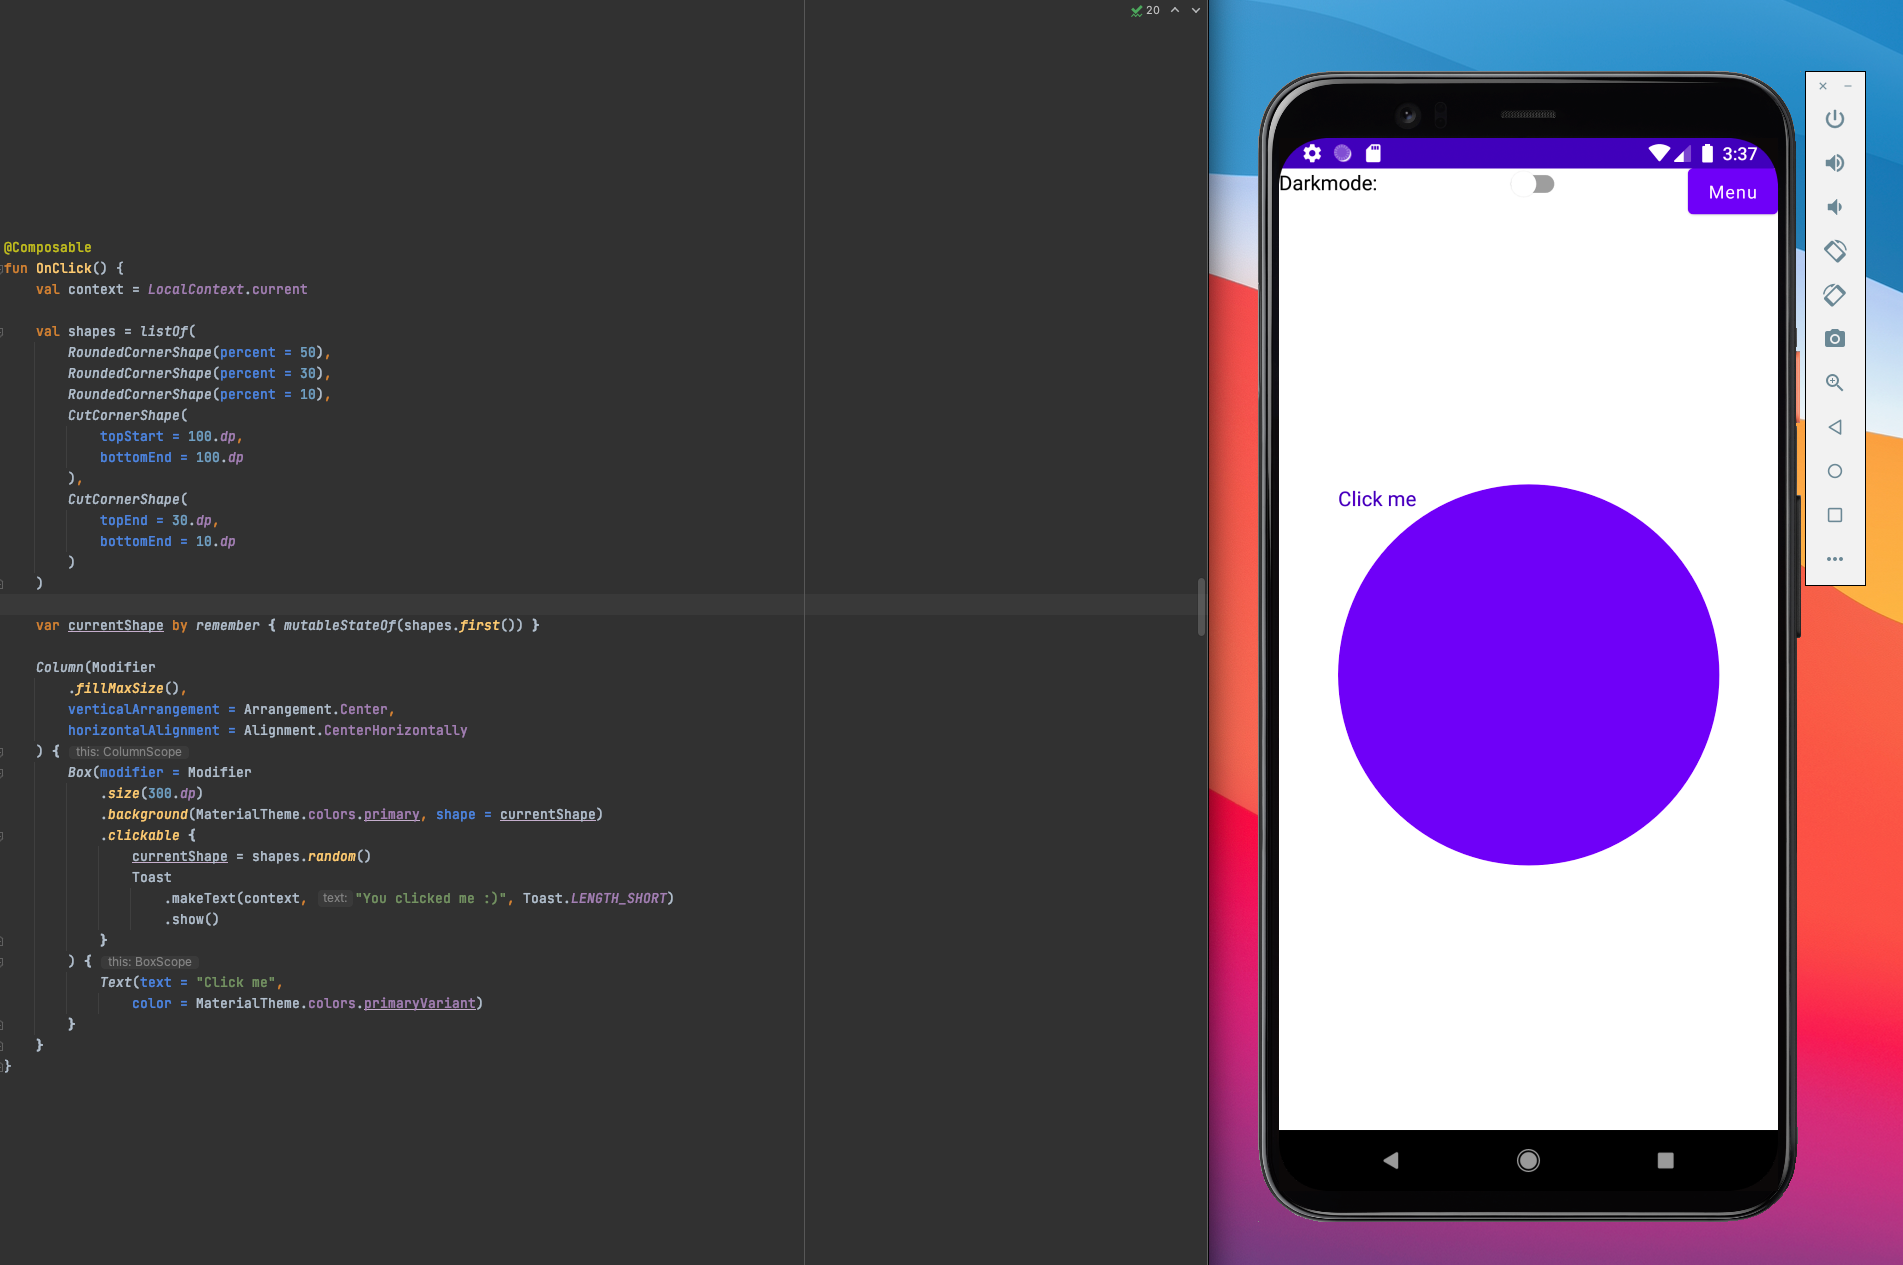 20
@Composable
fun OnClick() {
val context = LocalContext.current
val shapes = listOf(
RoundedCornerShape(percent = 50),
RoundedCornerShape(percent = 30),
RoundedCornerShape(percent = 10),
CutCornerShape(
topStart = 100.dp,
bottomEnd = 100.dp
),
CutCornerShape(
topEnd = 30.dp,
bottomEnd = 10.dp
)
)
var currentShape by remember { mutableStateOf(shapes.first()) }
Column(Modifier
.fillMaxSize(),
verticalArrangement = Arrangement.Center,
horizontalAlignment = Alignment.CenterHorizontally
) { this: ColumnScope
Box(modifier = Modifier
.size(300.dp)
.background(MaterialTheme.colors.primary, shape = currentShape)
.clickable {
currentShape = shapes.random()
Toast
.makeText(context, text: "You clicked me :)", Toast.LENGTH_SHORT)
.show()
}
) { this: BoxScope
Text(text = "Click me",
color = MaterialTheme.colors.primaryVariant)
}
}
}
3:37
Darkmode:
Menu
Click me